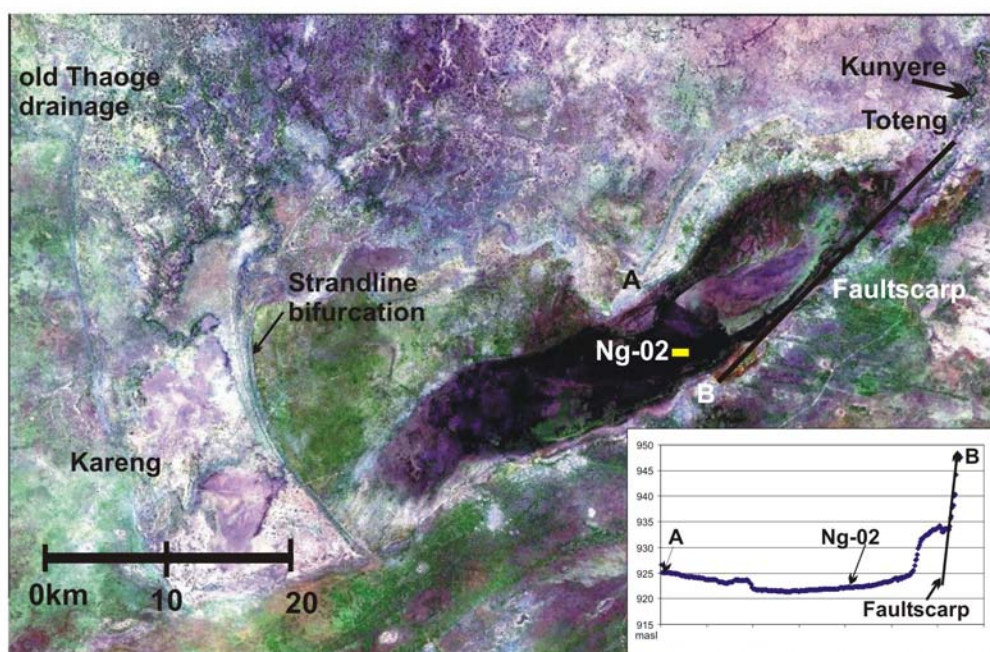 old Thaoge
drainage
Kunyere
Toteng
A
Strandline
bifurcation
Faultscarp
Ng-02
B
Kareng
0km
10
20
950
945
940
935
930
925
920
915
masl
A
Ng-02
B
Faultscarp